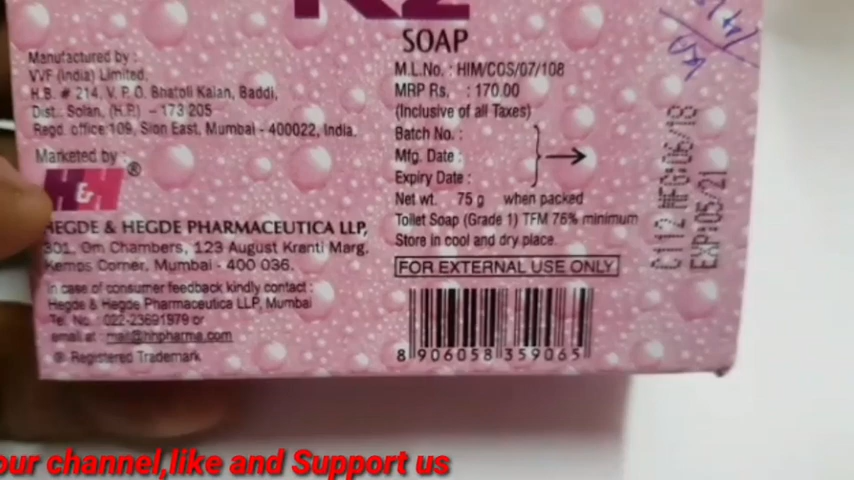 SOAP
Manufactured by :
VVF (India) Limited.
H.B. # 214, V. P. O. Bhatoli Kalan, Baddi,
Dist. Solan, (H.P.) - 173 205
Regd. office 109, Sion East, Mumbai - 400022, India.
Marketed by :
H&H®
HEGDE & HEGDE PHARMACEUTICA LLP,
301, Om Chambers, 123 August Kranti Marg,
Kemps Corner, Mumbai - 400 036.
In case of consumer feedback kindly contact :
Hegde & Hegde Pharmaceutica LLP, Mumbai
Tel. No. : 022-23691979 or
email at : mail@hhpharma.com
® Registered Trademark
M.L.No. : HIM/COS/07/108
MRP Rs. : 170.00
(Inclusive of all Taxes)
Batch No. :
Mfg. Date :
Expiry Date :
Net wt. 75 g when packed
Toilet Soap (Grade 1) TFM 76% minimum
Store in cool and dry place.
FOR EXTERNAL USE ONLY
8 906058 359065
C112 MFG:06/18
EXP:05/21
our channel,like and Support us